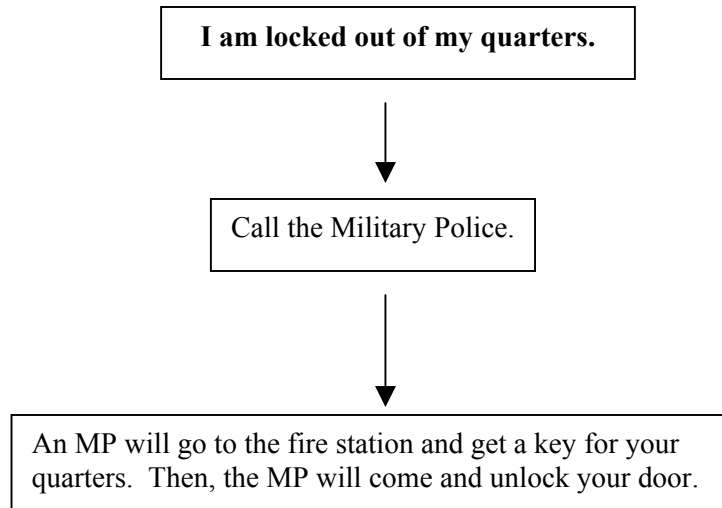 I am locked out of my quarters.
Call the Military Police.
An MP will go to the fire station and get a key for your
quarters.  Then, the MP will come and unlock your door.